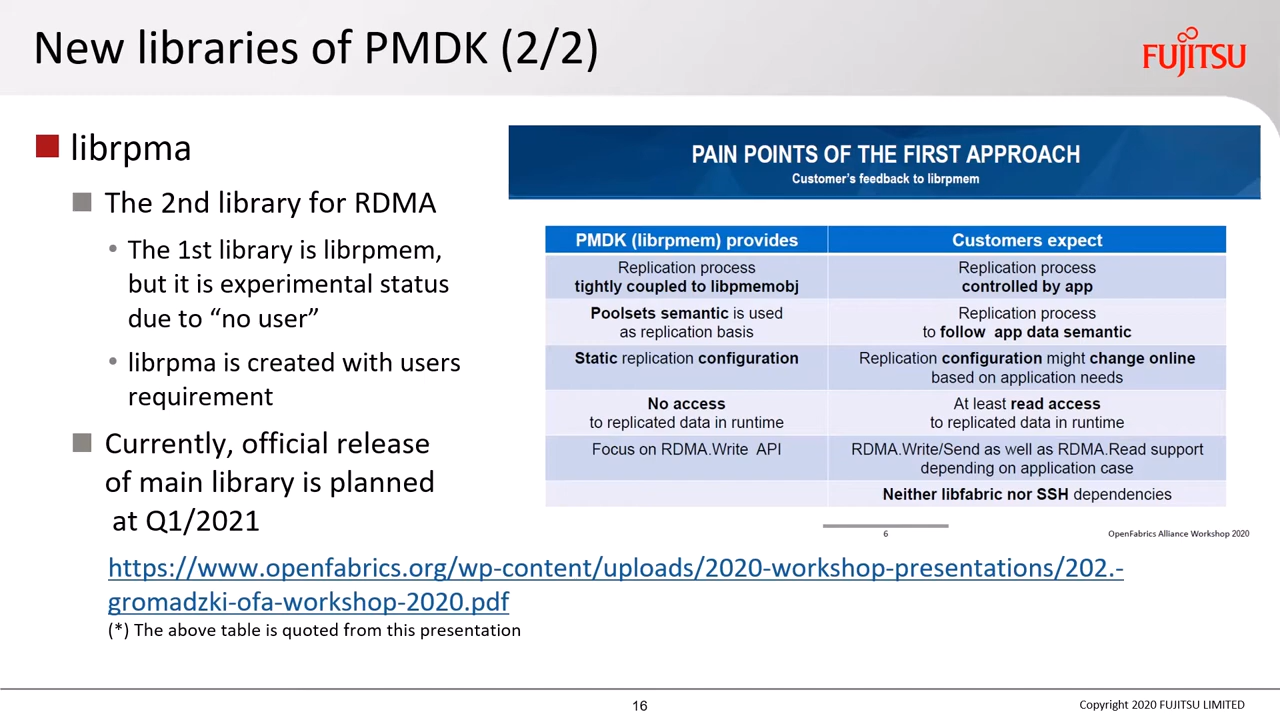 New libraries of PMDK (2/2)
FUJITSU
librpma
The 2nd library for RDMA
• The 1st library is librpmem,
but it is experimental status
due to “no user”
• librpma is created with users
requirement
Currently, official release
of main library is planned
at Q1/2021
PAIN POINTS OF THE FIRST APPROACH
Customer's feedback to librpmem
PMDK (librpmem) provides
Customers expect
Replication process
tightly coupled to libpmemobj
Replication process
controlled by app
Poolsets semantic is used
as replication basis
Replication process
to follow app data semantic
Static replication configuration
Replication configuration might change online
based on application needs
No access
to replicated data in runtime
At least read access
to replicated data in runtime
Focus on RDMA.Write API
RDMA.Write/Send as well as RDMA.Read support
depending on application case
Neither libfabric nor SSH dependencies
6
OpenFabrics Alliance Workshop 2020
https://www.openfabrics.org/wp-content/uploads/2020-workshop-presentations/202.-
gromadzki-ofa-workshop-2020.pdf
(*) The above table is quoted from this presentation
16
Copyright 2020 FUJITSU LIMITED